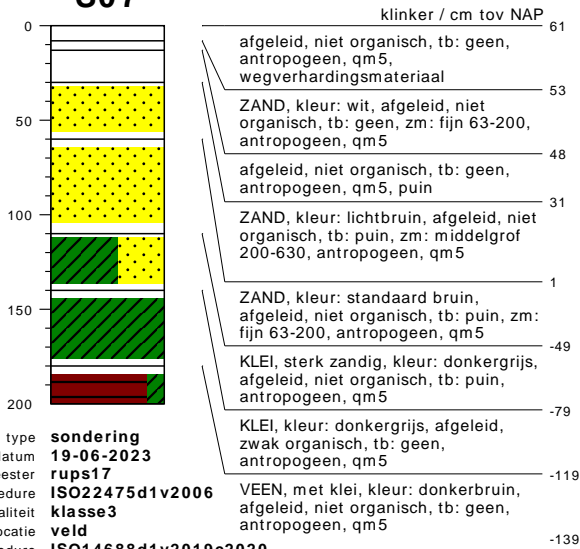 klinker / cm tov NAP
0
61
afgeleid, niet organisch, tb: geen,
antropogeen, qm5,
wegverhardingsmateriaal
53
ZAND, kleur: wit, afgeleid, niet
organisch, tb: geen, zm: fijn 63-200,
antropogeen, qm5
50
48
afgeleid, niet organisch, tb: geen,
antropogeen, qm5, puin
31
100
ZAND, kleur: lichtbruin, afgeleid, niet
organisch, tb: puin, zm: middelgrof
200-630, antropogeen, qm5
1
150
ZAND, kleur: standaard bruin,
afgeleid, niet organisch, tb: puin, zm:
fijn 63-200, antropogeen, qm5
-49
KLEI, sterk zandig, kleur: donkergrijs,
afgeleid, niet organisch, tb: puin,
antropogeen, qm5
-79
200
KLEI, kleur: donkergrijs, afgeleid,
zwak organisch, tb: geen,
antropogeen, qm5
-119
VEEN, met klei, kleur: donkerbruin,
afgeleid, niet organisch, tb: geen,
antropogeen, qm5
-139
type sondering
atum 19-06-2023
ester rups17
edure ISO22475d1v2006
aliteit klasse3
ocatie veld